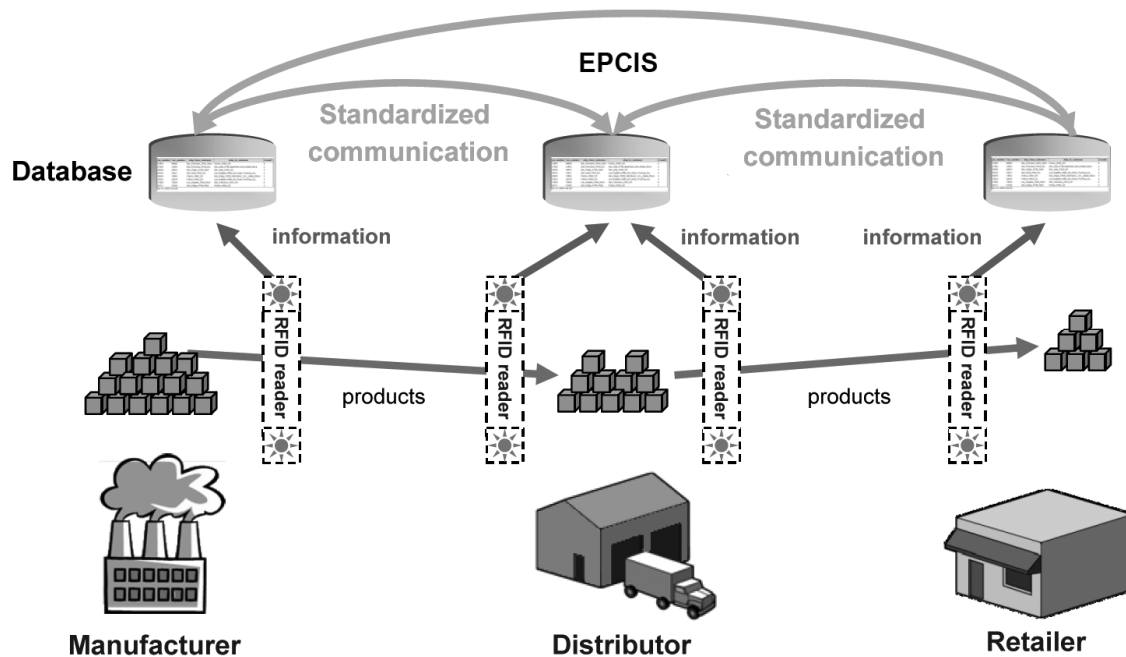 EPCIS
Standardized
communication
Standardized
communication
Database
information
information
information
RFID reader
RFID reader
RFID reader
RFID reader
products
products
Manufacturer
Distributor
Retailer